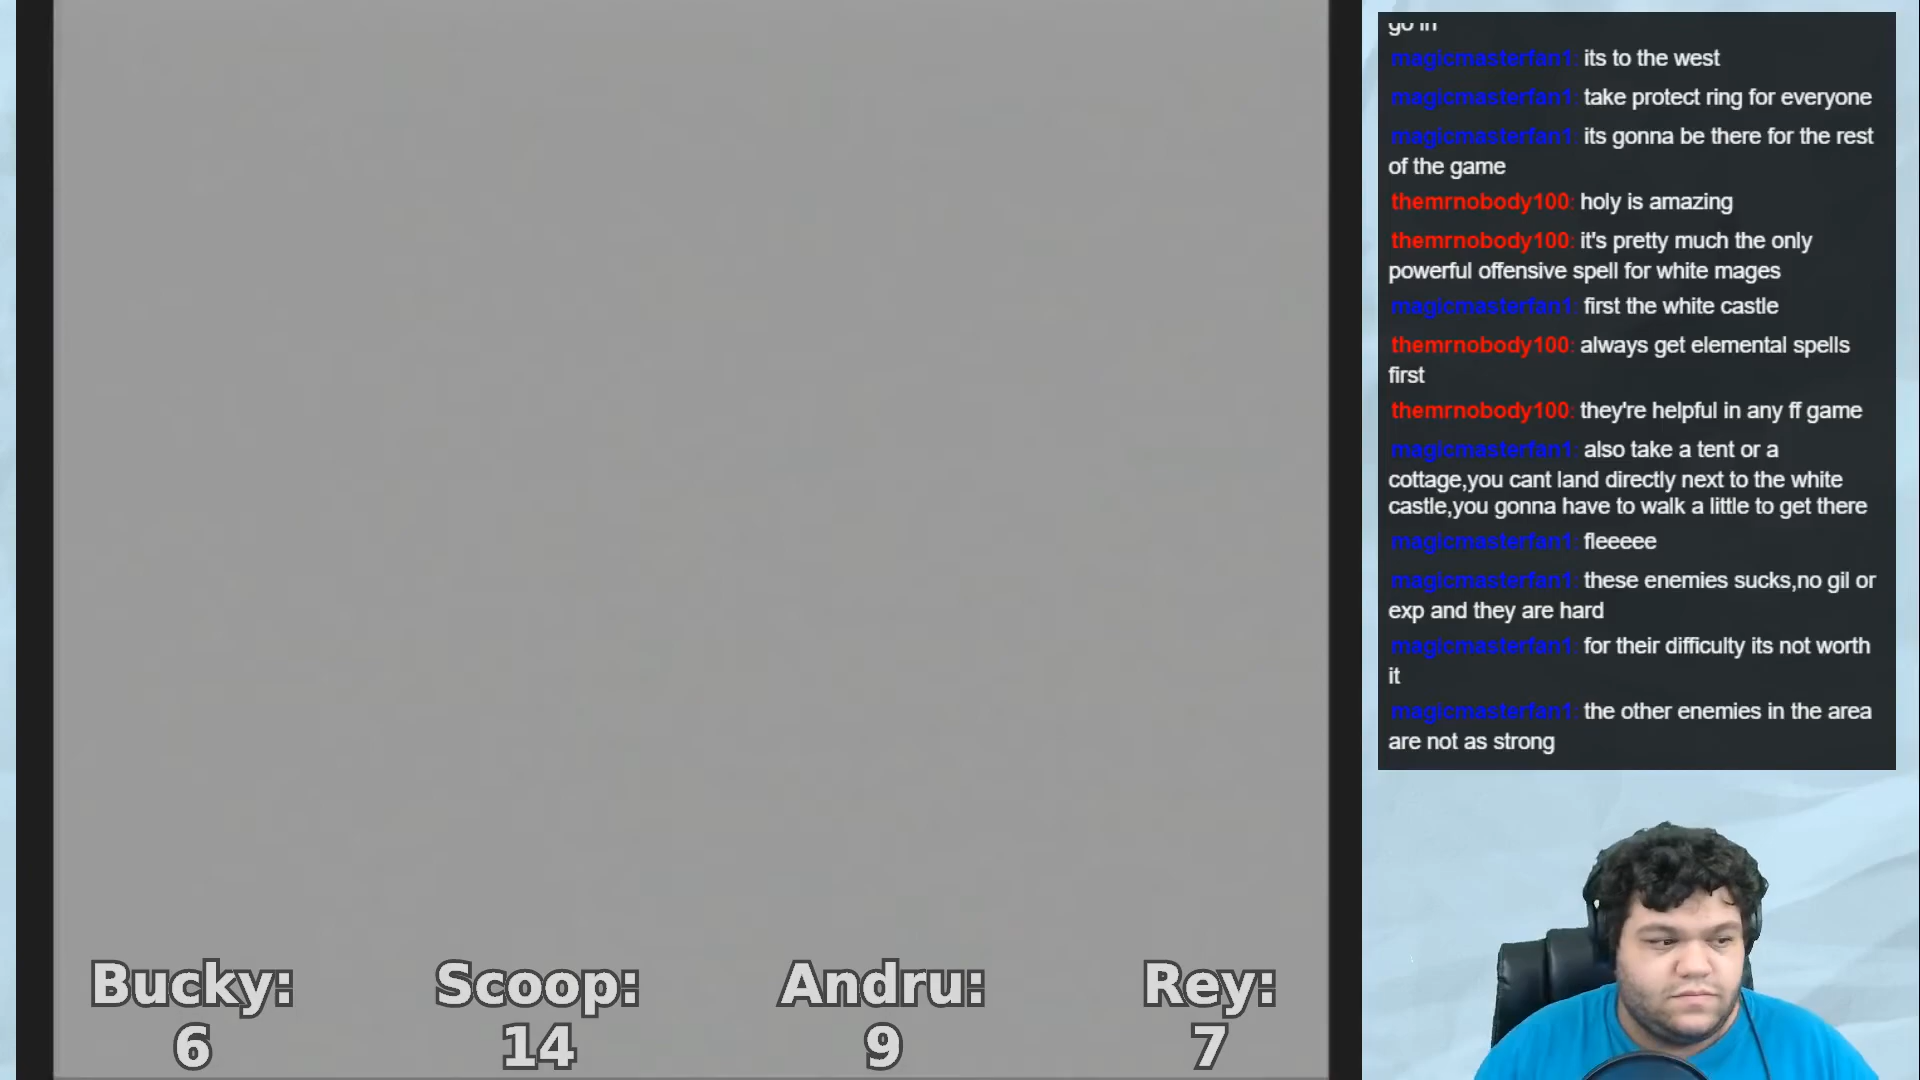 go in
magicmasterfan1: its to the west
magicmasterfan1: take protect ring for everyone
magicmasterfan1: its gonna be there for the rest
of the game
themrnobody100: holy is amazing
themrnobody100: it's pretty much the only
powerful offensive spell for white mages
magicmasterfan1: first the white castle
themrnobody100: always get elemental spells
first
themrnobody100: they're helpful in any ff game
magicmasterfan1: also take a tent or a
cottage,you cant land directly next to the white
castle,you gonna have to walk a little to get there
magicmasterfan1: fleeeee
magicmasterfan1: these enemies sucks,no gil or
exp and they are hard
magicmasterfan1: for their difficulty its not worth
it
magicmasterfan1: the other enemies in the area
are not as strong
Bucky: Scoop: Andru: Rey:
6 14 9 7